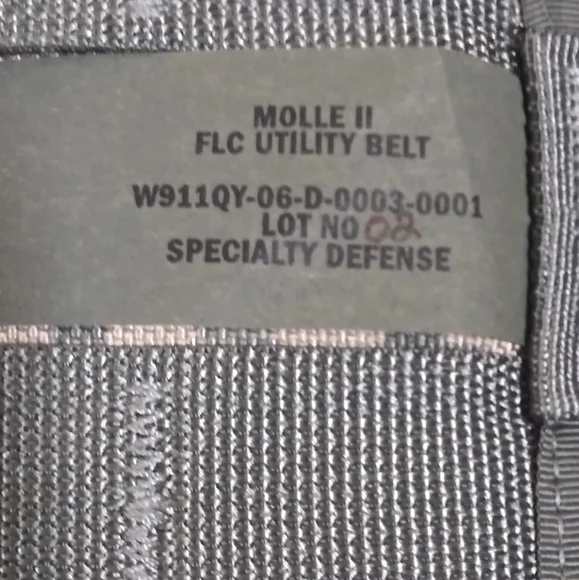 MOLLE II
FLC UTILITY BELT
W911QY-06-D-0003-0001
LOT NO 02
SPECIALTY DEFENSE